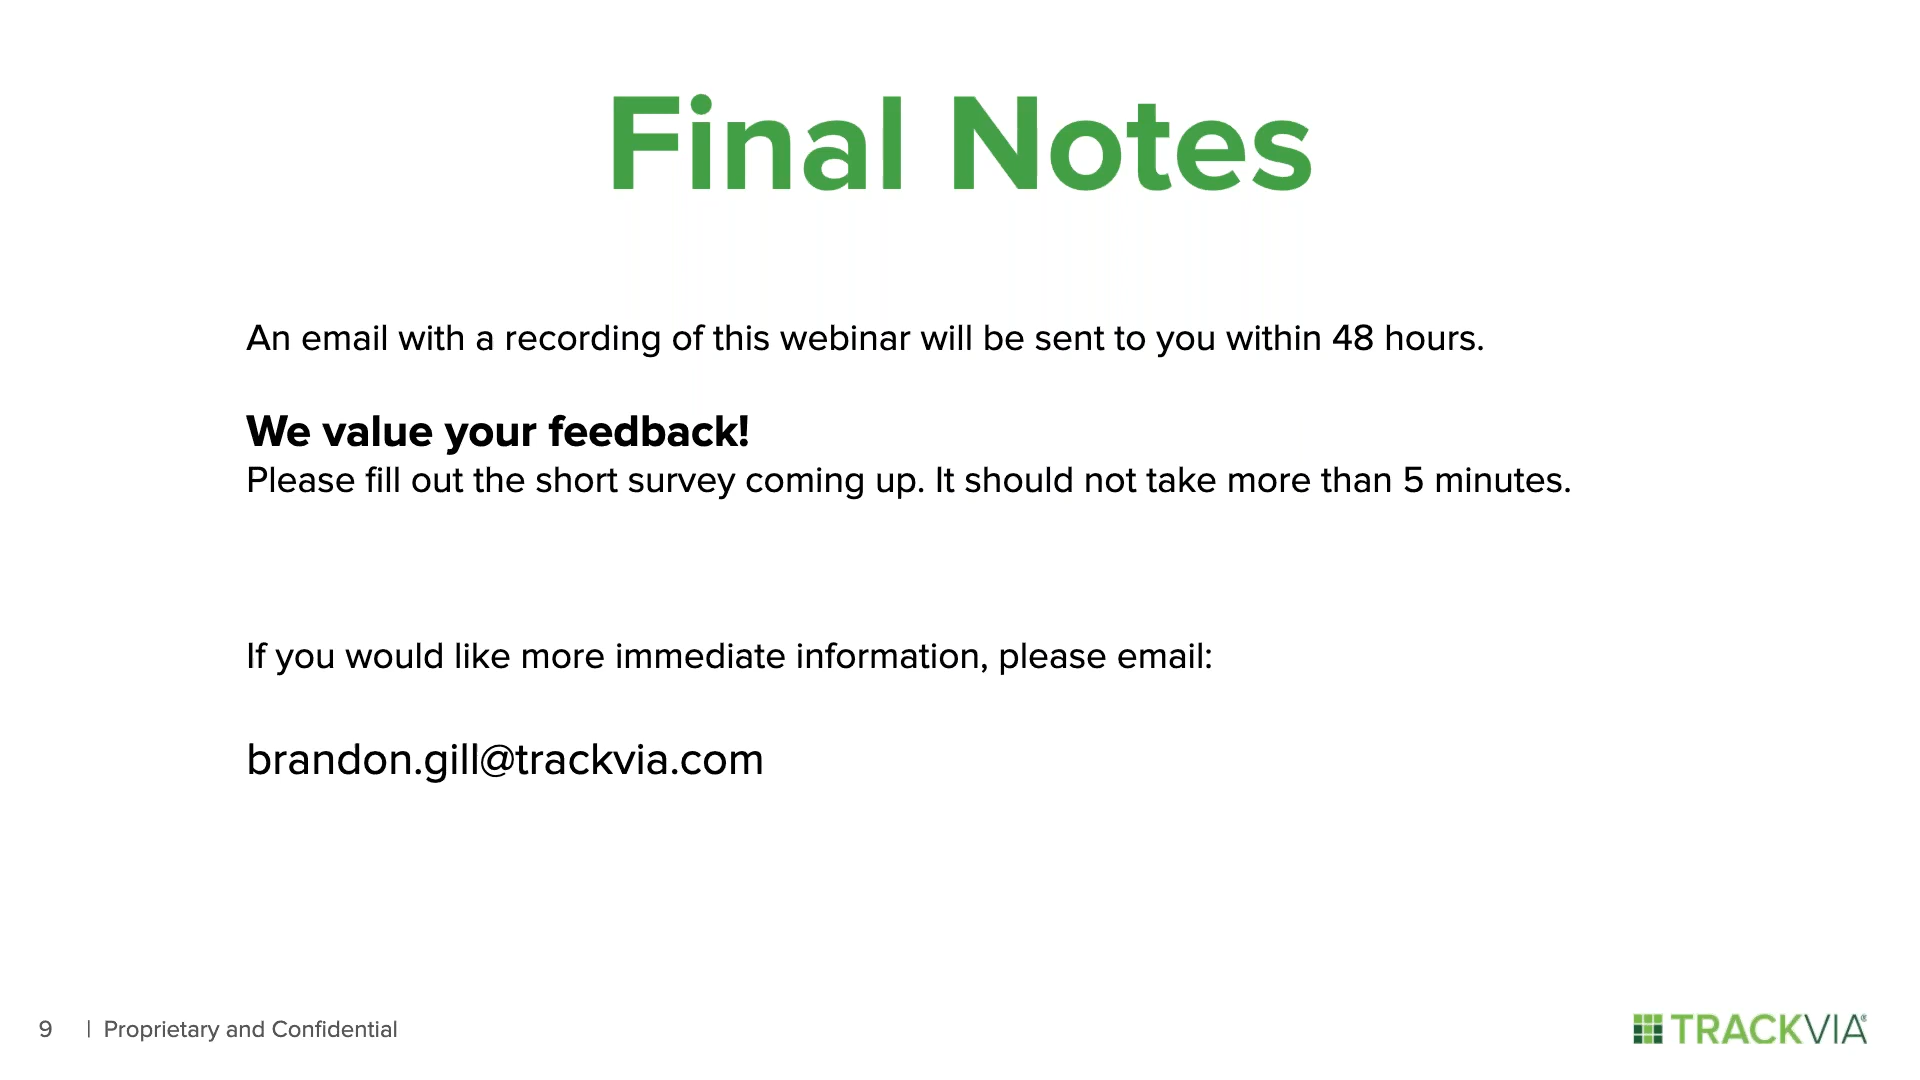 Final Notes
An email with a recording of this webinar will be sent to you within 48 hours.
We value your feedback!
Please fill out the short survey coming up. It should not take more than 5 minutes.
If you would like more immediate information, please email:
brandon.gill@trackvia.com
9 | Proprietary and Confidential
TRACKVIA®